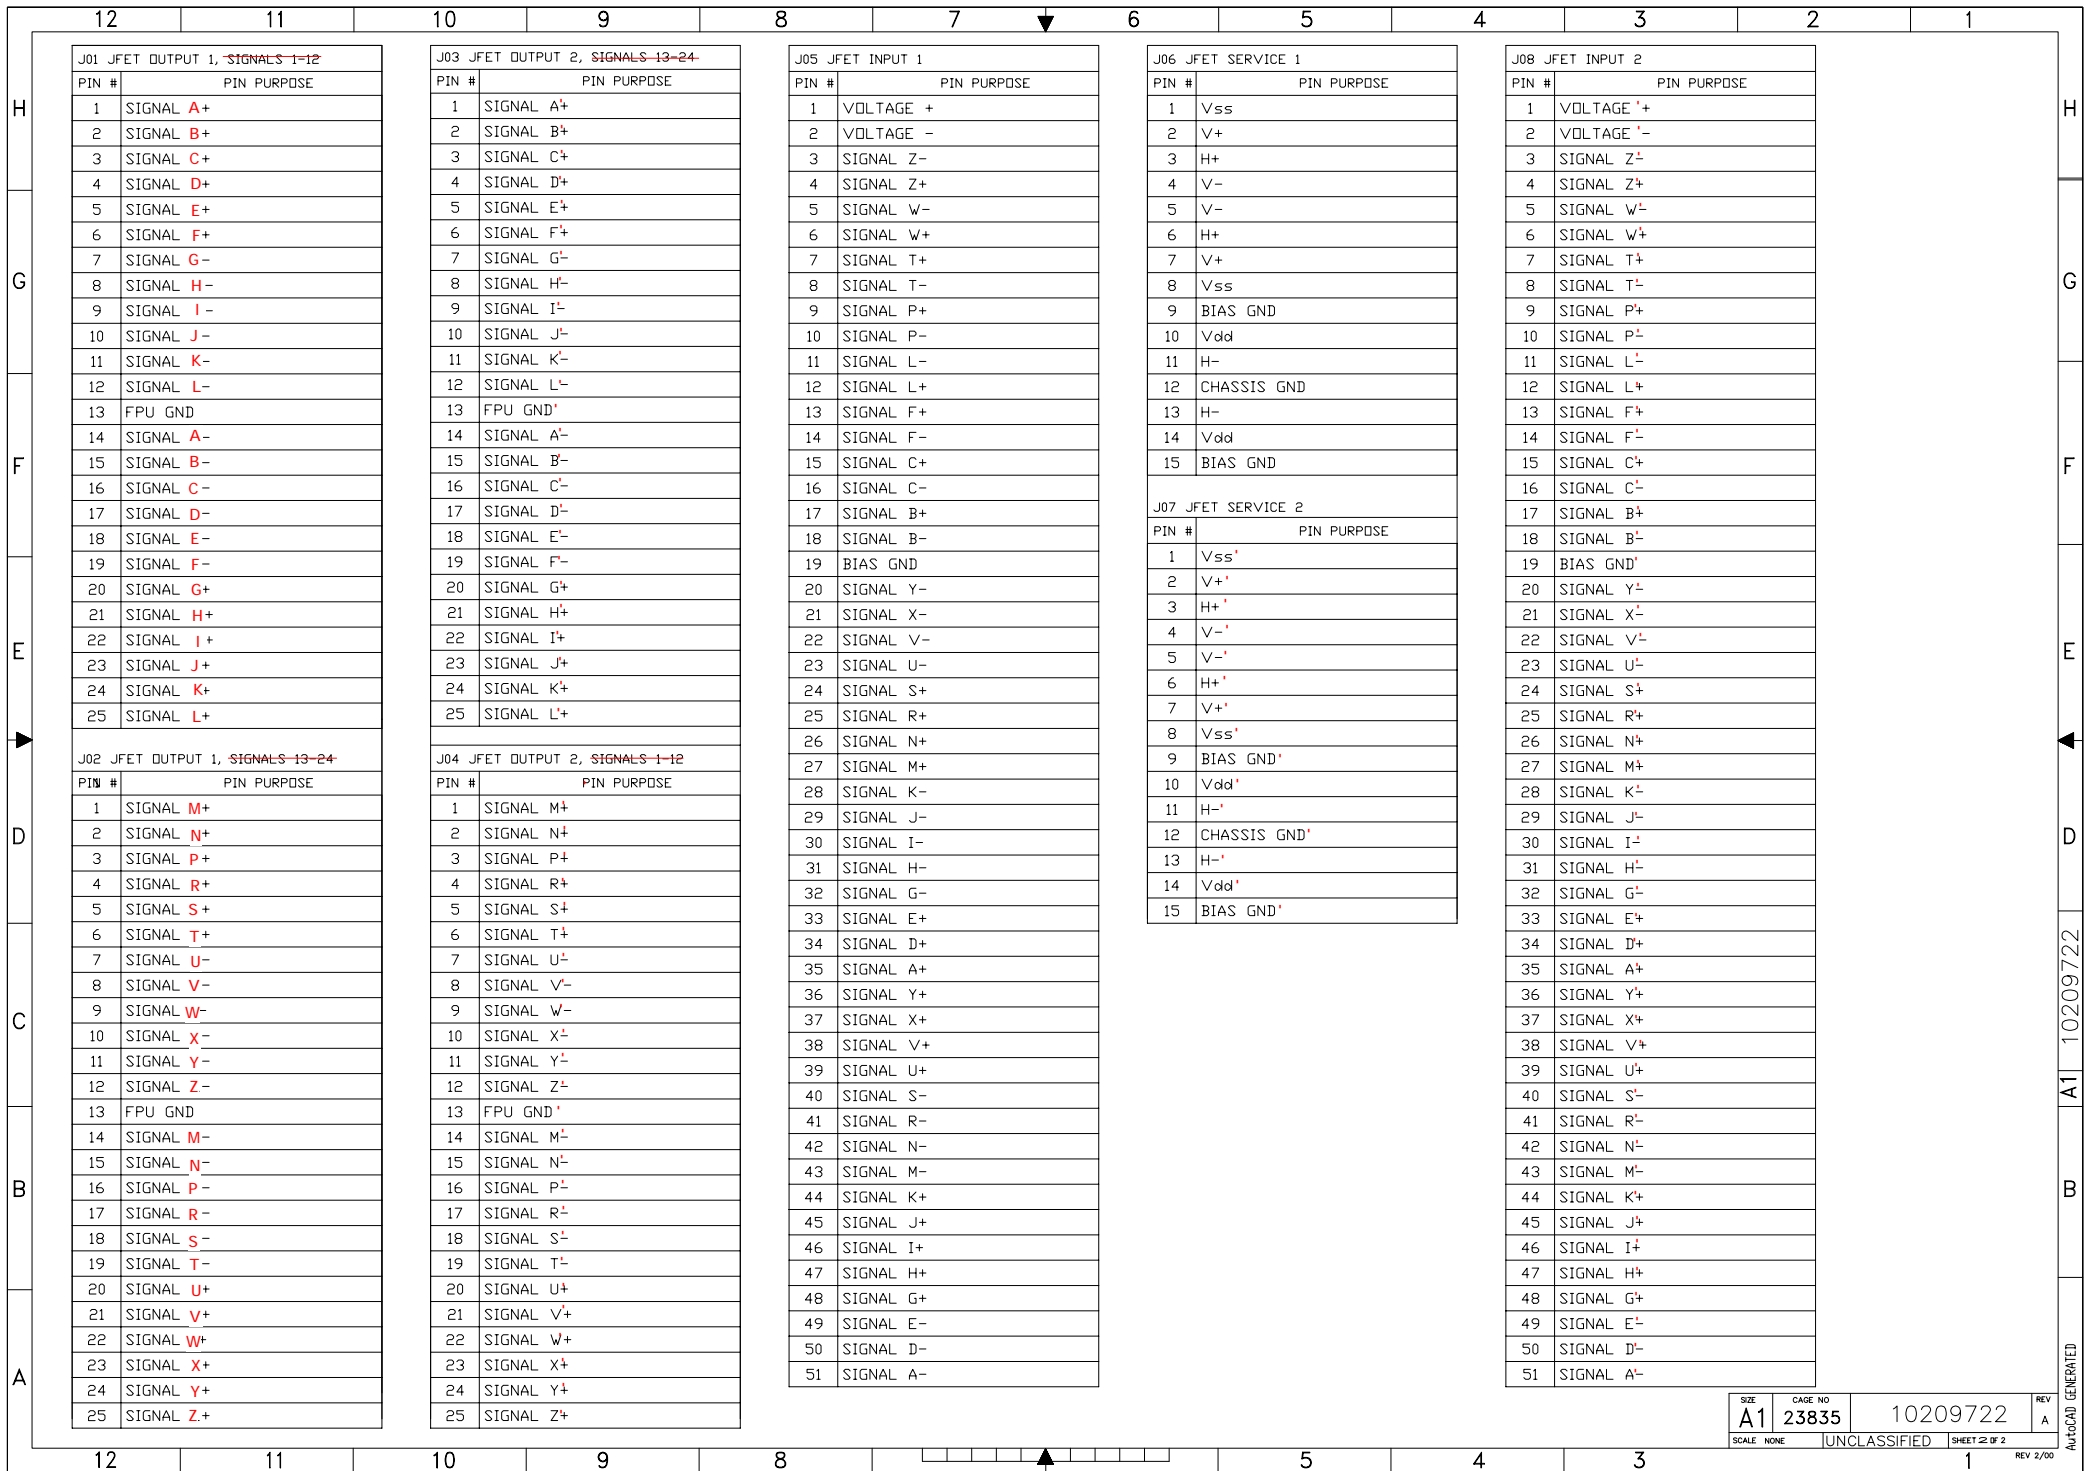 12 11 10 9 8 7 6 5 4 3 2 1
H
G
F
E
D
C
B
A
J01 JFET OUTPUT 1, SIGNALS 1-12
PIN # PIN PURPOSE
1 SIGNAL A+
2 SIGNAL B+
3 SIGNAL C+
4 SIGNAL D+
5 SIGNAL E+
6 SIGNAL F+
7 SIGNAL G-
8 SIGNAL H-
9 SIGNAL I-
10 SIGNAL J-
11 SIGNAL K-
12 SIGNAL L-
13 FPU GND
14 SIGNAL A-
15 SIGNAL B-
16 SIGNAL C-
17 SIGNAL D-
18 SIGNAL E-
19 SIGNAL F-
20 SIGNAL G+
21 SIGNAL H+
22 SIGNAL I+
23 SIGNAL J+
24 SIGNAL K+
25 SIGNAL L+
J02 JFET OUTPUT 1, SIGNALS 13-24
PIN # PIN PURPOSE
1 SIGNAL M+
2 SIGNAL N+
3 SIGNAL P+
4 SIGNAL R+
5 SIGNAL S+
6 SIGNAL T+
7 SIGNAL U-
8 SIGNAL V-
9 SIGNAL W-
10 SIGNAL X-
11 SIGNAL Y-
12 SIGNAL Z-
13 FPU GND
14 SIGNAL M-
15 SIGNAL N-
16 SIGNAL P-
17 SIGNAL R-
18 SIGNAL S-
19 SIGNAL T-
20 SIGNAL U+
21 SIGNAL V+
22 SIGNAL W+
23 SIGNAL X+
24 SIGNAL Y+
25 SIGNAL Z+
J03 JFET OUTPUT 2, SIGNALS 13-24
PIN # PIN PURPOSE
1 SIGNAL A'+
2 SIGNAL B'+
3 SIGNAL C'+
4 SIGNAL D'+
5 SIGNAL E'+
6 SIGNAL F'+
7 SIGNAL G'-
8 SIGNAL H'-
9 SIGNAL I'-
10 SIGNAL J'-
11 SIGNAL K'-
12 SIGNAL L'-
13 FPU GND'
14 SIGNAL A'-
15 SIGNAL B'-
16 SIGNAL C'-
17 SIGNAL D'-
18 SIGNAL E'-
19 SIGNAL F'-
20 SIGNAL G'+
21 SIGNAL H'+
22 SIGNAL I'+
23 SIGNAL J'+
24 SIGNAL K'+
25 SIGNAL L'+
J04 JFET OUTPUT 2, SIGNALS 1-12
PIN # PIN PURPOSE
1 SIGNAL M'+
2 SIGNAL N'+
3 SIGNAL P'+
4 SIGNAL R'+
5 SIGNAL S'+
6 SIGNAL T'+
7 SIGNAL U'-
8 SIGNAL V'-
9 SIGNAL W'-
10 SIGNAL X'-
11 SIGNAL Y'-
12 SIGNAL Z'-
13 FPU GND'
14 SIGNAL M'-
15 SIGNAL N'-
16 SIGNAL P'-
17 SIGNAL R'-
18 SIGNAL S'-
19 SIGNAL T'-
20 SIGNAL U'+
21 SIGNAL V'+
22 SIGNAL W'+
23 SIGNAL X'+
24 SIGNAL Y'+
25 SIGNAL Z'+
J05 JFET INPUT 1
PIN # PIN PURPOSE
1 VOLTAGE +
2 VOLTAGE -
3 SIGNAL Z-
4 SIGNAL Z+
5 SIGNAL W-
6 SIGNAL W+
7 SIGNAL T+
8 SIGNAL T-
9 SIGNAL P+
10 SIGNAL P-
11 SIGNAL L-
12 SIGNAL L+
13 SIGNAL F+
14 SIGNAL F-
15 SIGNAL C+
16 SIGNAL C-
17 SIGNAL B+
18 SIGNAL B-
19 BIAS GND
20 SIGNAL Y-
21 SIGNAL X-
22 SIGNAL V-
23 SIGNAL U-
24 SIGNAL S+
25 SIGNAL R+
26 SIGNAL N+
27 SIGNAL M+
28 SIGNAL K-
29 SIGNAL J-
30 SIGNAL I-
31 SIGNAL H-
32 SIGNAL G-
33 SIGNAL E+
34 SIGNAL D+
35 SIGNAL A+
36 SIGNAL Y+
37 SIGNAL X+
38 SIGNAL V+
39 SIGNAL U+
40 SIGNAL S-
41 SIGNAL R-
42 SIGNAL N-
43 SIGNAL M-
44 SIGNAL K+
45 SIGNAL J+
46 SIGNAL I+
47 SIGNAL H+
48 SIGNAL G+
49 SIGNAL E-
50 SIGNAL D-
51 SIGNAL A-
J06 JFET SERVICE 1
PIN # PIN PURPOSE
1 Vss
2 V+
3 H+
4 V-
5 V-
6 H+
7 V+
8 Vss
9 BIAS GND
10 Vdd
11 H-
12 CHASSIS GND
13 H-
14 Vdd
15 BIAS GND
J07 JFET SERVICE 2
PIN # PIN PURPOSE
1 Vss'
2 V+'
3 H+'
4 V-'
5 V-'
6 H+'
7 V+'
8 Vss'
9 BIAS GND'
10 Vdd'
11 H-'
12 CHASSIS GND'
13 H-'
14 Vdd'
15 BIAS GND'
J08 JFET INPUT 2
PIN # PIN PURPOSE
1 VOLTAGE '+
2 VOLTAGE '-
3 SIGNAL Z'-
4 SIGNAL Z'+
5 SIGNAL W'-
6 SIGNAL W'+
7 SIGNAL T'+
8 SIGNAL T'-
9 SIGNAL P'+
10 SIGNAL P'-
11 SIGNAL L'-
12 SIGNAL L'+
13 SIGNAL F'+
14 SIGNAL F'-
15 SIGNAL C'+
16 SIGNAL C'-
17 SIGNAL B'+
18 SIGNAL B'-
19 BIAS GND'
20 SIGNAL Y'-
21 SIGNAL X'-
22 SIGNAL V'-
23 SIGNAL U'-
24 SIGNAL S'+
25 SIGNAL R'+
26 SIGNAL N'+
27 SIGNAL M'+
28 SIGNAL K'-
29 SIGNAL J'-
30 SIGNAL I'-
31 SIGNAL H'-
32 SIGNAL G'-
33 SIGNAL E'+
34 SIGNAL D'+
35 SIGNAL A'+
36 SIGNAL Y'+
37 SIGNAL X'+
38 SIGNAL V'+
39 SIGNAL U'+
40 SIGNAL S'-
41 SIGNAL R'-
42 SIGNAL N'-
43 SIGNAL M'-
44 SIGNAL K'+
45 SIGNAL J'+
46 SIGNAL I'+
47 SIGNAL H'+
48 SIGNAL G'+
49 SIGNAL E'-
50 SIGNAL D'-
51 SIGNAL A'-
H
G
F
E
D
10209722
A1
B
AutoCAD GENERATED
SIZE A1
CAGE NO 23835
10209722
REV A
SCALE NONE
UNCLASSIFIED
SHEET 2 OF 2
REV 2/00
12 11 10 9 8 5 4 3 1